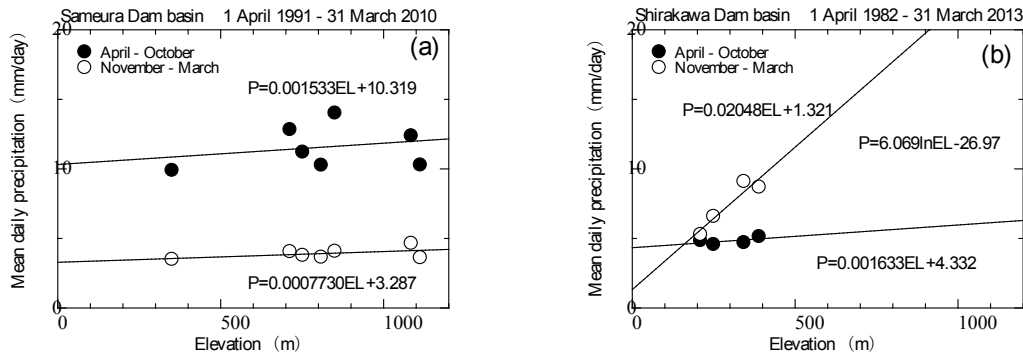 Sameura Dam basin 1 April 1991 - 31 March 2010
(a)
April - October
November - March
P=0.001533EL+10.319
P=0.0007730EL+3.287
Mean daily precipitation (mm/day)
20
10
0
0 500 1000
Elevation (m)
Shirakawa Dam basin 1 April 1982 - 31 March 2013
(b)
April - October
November - March
P=0.02048EL+1.321
P=6.069lnEL-26.97
P=0.001633EL+4.332
Mean daily precipitation (mm/day)
20
10
0
0 500 1000
Elevation (m)